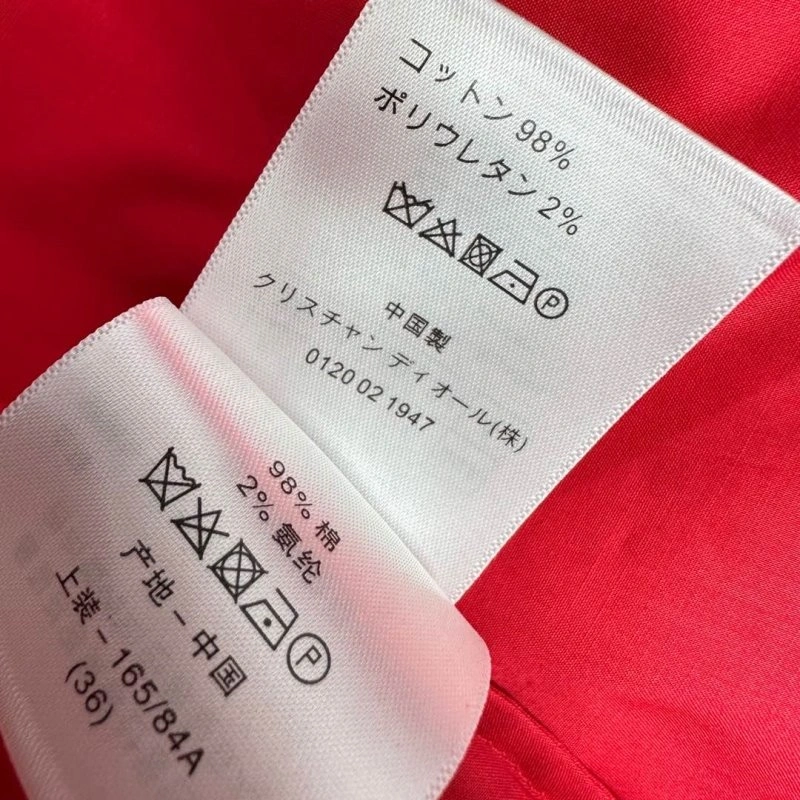 コットン 98%
ポリウレタン 2%
P
中国製
クリスチャン ディオール(株)
0120 02 1947
98% 棉
2% 氨纶
P
产地－中国
上装－165/84A
(36)